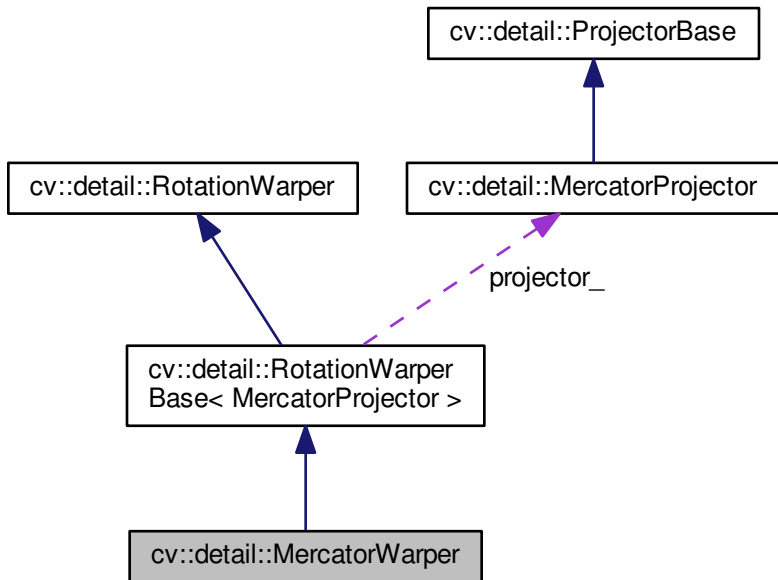 cv::detail::ProjectorBase
cv::detail::RotationWarper
cv::detail::MercatorProjector
projector_
cv::detail::RotationWarper
Base< MercatorProjector >
cv::detail::MercatorWarper